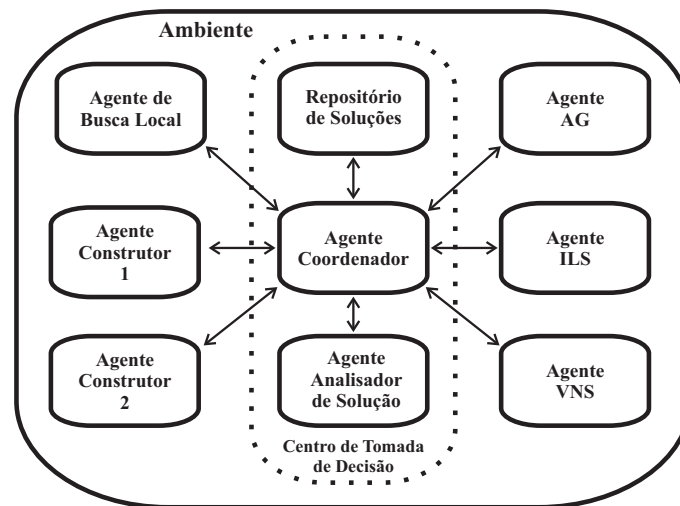 Ambiente
Agente de
Busca Local
Repositório
de Soluções
Agente
AG
Agente
Construtor
1
Agente
Coordenador
Agente
ILS
Agente
Construtor
2
Agente
Analisador
de Solução
Agente
VNS
Centro de Tomada
de Decisão